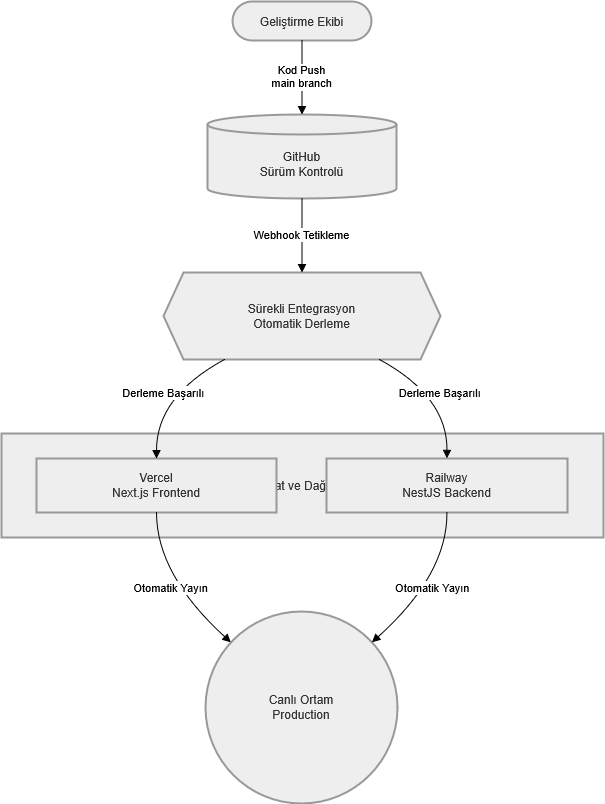 Geliştirme Ekibi
Kod Push
main branch
GitHub
Sürüm Kontrolü
Webhook Tetikleme
Sürekli Entegrasyon
Otomatik Derleme
Derleme Başarılı
Derleme Başarılı
Vercel
Next.js Frontend
ve
Railway
NestJS Backend
Otomatik Yayın
Otomatik Yayın
Canlı Ortam
Production